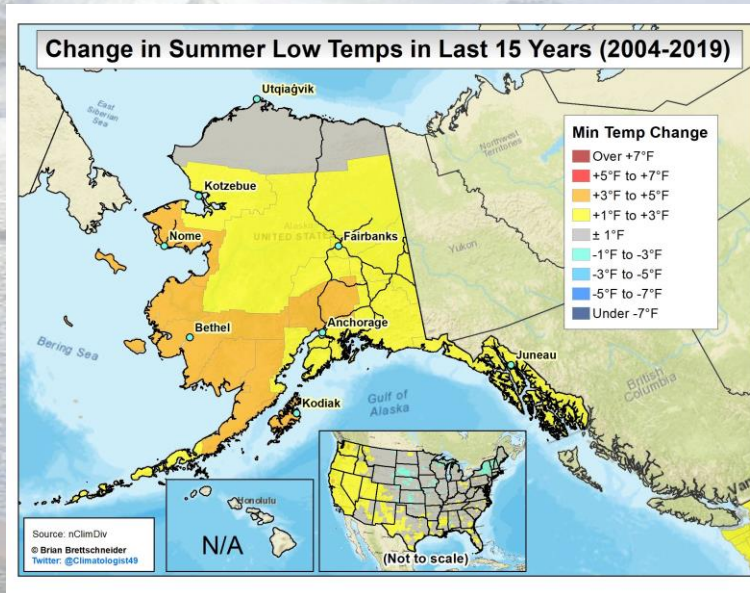 Change in Summer Low Temps in Last 15 Years (2004-2019)
Utqiaġvik
East
Siberian
Sea
Northwest
Territories
Min Temp Change
Over +7°F
+5°F to +7°F
+3°F to +5°F
+1°F to +3°F
± 1°F
-1°F to -3°F
-3°F to -5°F
-5°F to -7°F
Under -7°F
Kotzebue
Alaska
UNITED STATES
Nome
Fairbanks
Yukon
Bethel
Anchorage
Bering Sea
Juneau
British
Columbia
Gulf of
Alaska
Kodiak
Honolulu
N/A
(Not to scale)
Source: nClimDiv
© Brian Brettschneider
Twitter: @Climatologist49